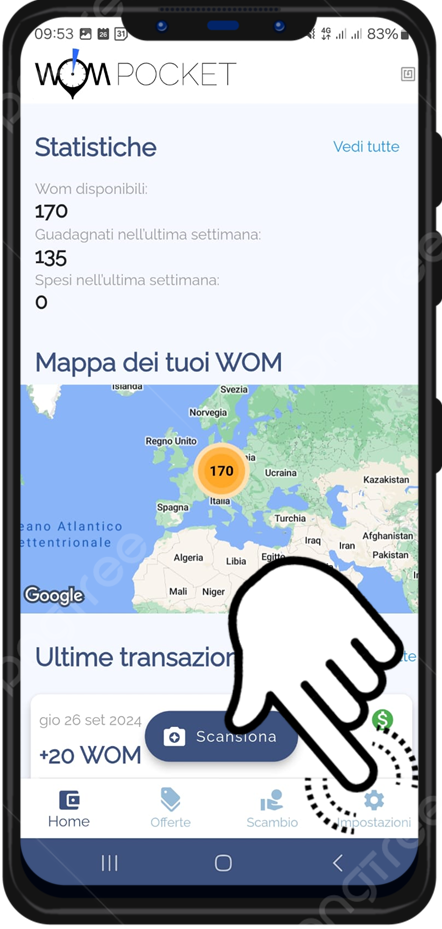 09:53 31 4G 83%
WOM POCKET
Statistiche Vedi tutte
Wom disponibili:
170
Guadagnati nell'ultima settimana:
135
Spesi nell'ultima settimana:
0
Mappa dei tuoi WOM
Islanda
Svezia
Norvegia
Regno Unito
170
Ucraina
Kazakistan
Spagna
Italia
Turchia
eano Atlantico
ettentrionale
Iraq
Iran
Afghanistan
Pakistan
Algeria
Libia
Egitto
Mali
Niger
Google
Ultime transazion
gio 26 set 2024
+20 WOM
Scansiona
Home
Offerte
Scambio
Impostazioni